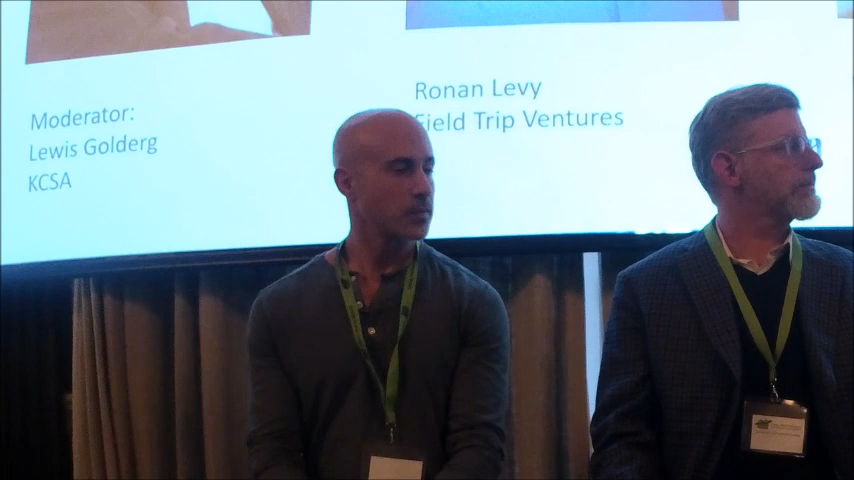 Moderator:
Lewis Golderg
KCSA
Ronan Levy
Field Trip Ventures